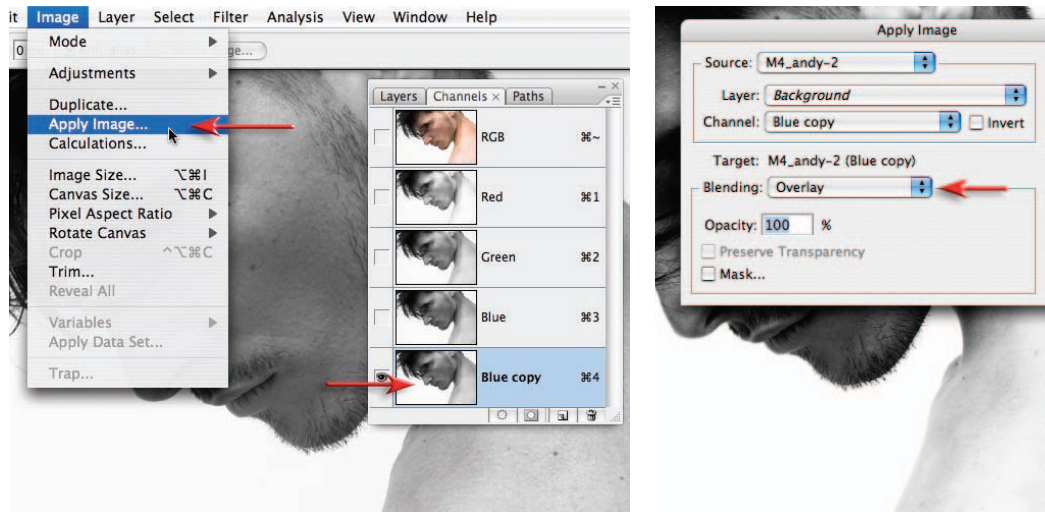 it Image Layer Select Filter Analysis View Window Help
0
ge...
Mode
Adjustments
Duplicate...
Apply Image...
Calculations...
Image Size... ⌥⌘I
Canvas Size... ⌥⌘C
Pixel Aspect Ratio
Rotate Canvas
Crop ^⌥⌘C
Trim...
Reveal All
Variables
Apply Data Set...
Trap...
Layers Channels × Paths
RGB ⌘~
Red ⌘1
Green ⌘2
Blue ⌘3
Blue copy ⌘4
Apply Image
Source: M4_andy-2
Layer: Background
Channel: Blue copy Invert
Target: M4_andy-2 (Blue copy)
Blending: Overlay
Opacity: 100 %
Preserve Transparency
Mask...